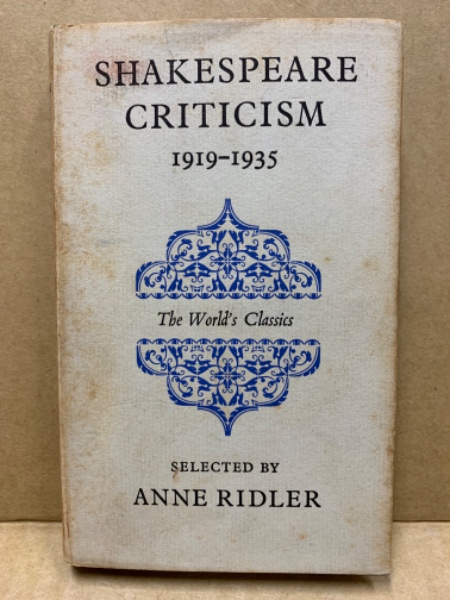 SHAKESPEARE
CRITICISM
1919–1935
The World's Classics
SELECTED BY
ANNE RIDLER